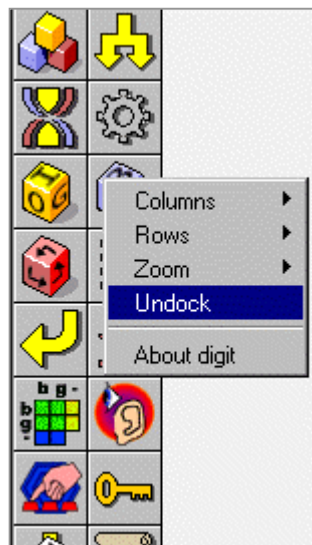 H
O G
Columns
Rows
Zoom
Undock
About digit
b g -
b
g
-